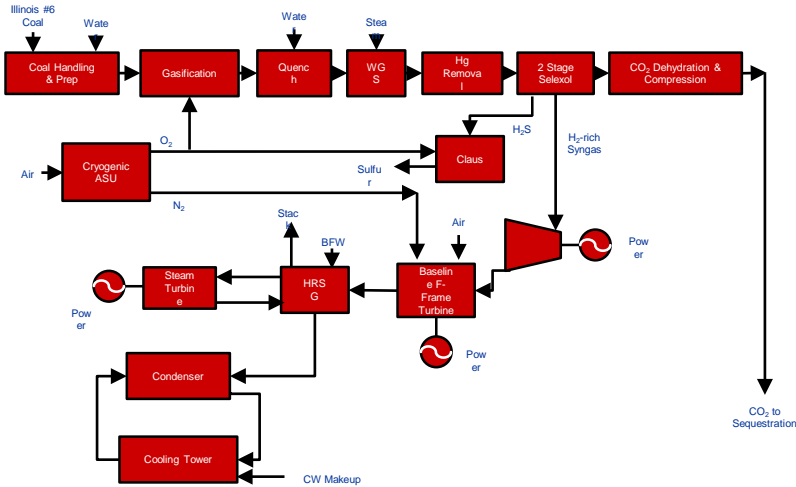 Illinois #6
Coal
Wate
Wate
Stea
Coal Handling
& Prep
Gasification
Quenc
h
WG
S
Hg
Remova
l
2 Stage
Selexol
CO2 Dehydration &
Compression
O2
H2S
H2-rich
Syngas
Air
Cryogenic
ASU
Claus
Sulfu
r
N2
Stac
BFW
Air
Pow
er
Steam
Turbin
e
HRS
G
Baselin
e F-
Frame
Turbine
Pow
er
Pow
er
Condenser
CO2 to
Sequestration
Cooling Tower
CW Makeup